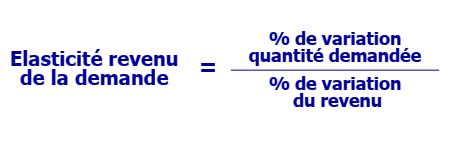 Elasticité revenu
de la demande
=
% de variation
quantité demandée
% de variation
du revenu